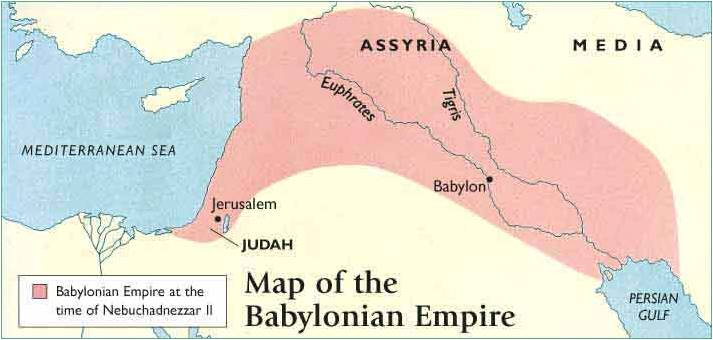 ASSYRIA
MEDIA
Euphrates
Tigris
MEDITERRANEAN SEA
Babylon
Jerusalem
JUDAH
Map of the
Babylonian Empire
Babylonian Empire at the
time of Nebuchadnezzar II
PERSIAN
GULF